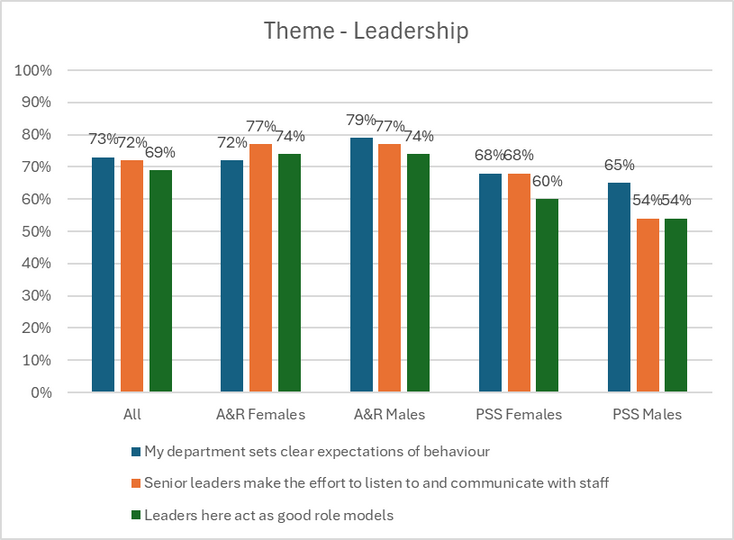 Theme - Leadership
100%
90%
80%
70%
60%
50%
40%
30%
20%
10%
0%
73% 72% 69%
72% 77% 74%
79% 77% 74%
68% 68% 60%
65% 54% 54%
All A&R Females A&R Males PSS Females PSS Males
My department sets clear expectations of behaviour
Senior leaders make the effort to listen to and communicate with staff
Leaders here act as good role models